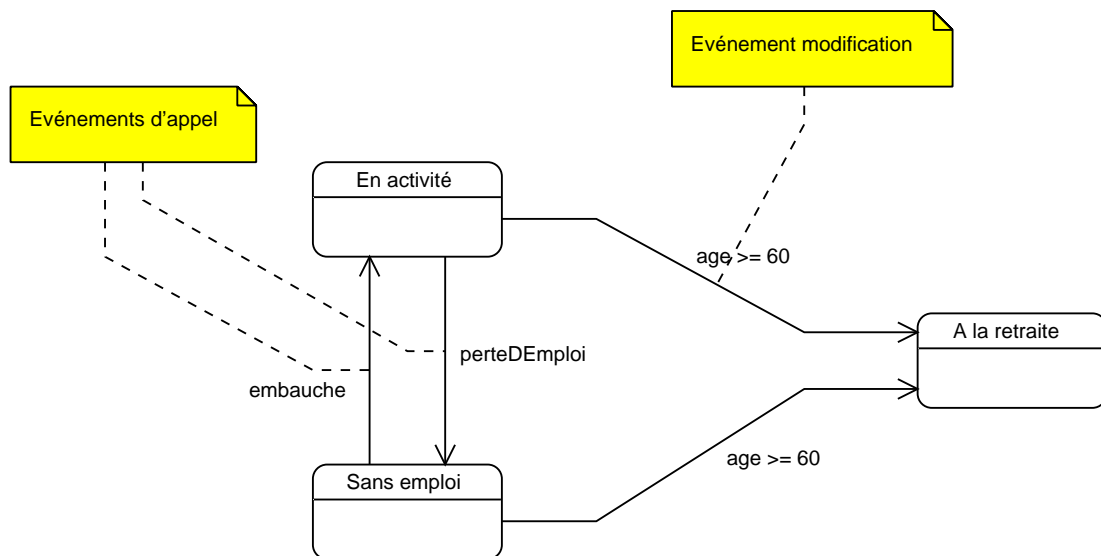 Evénement modification
Evénements d'appel
En activité
age >= 60
A la retraite
perteDEmploi
embauche
age >= 60
Sans emploi